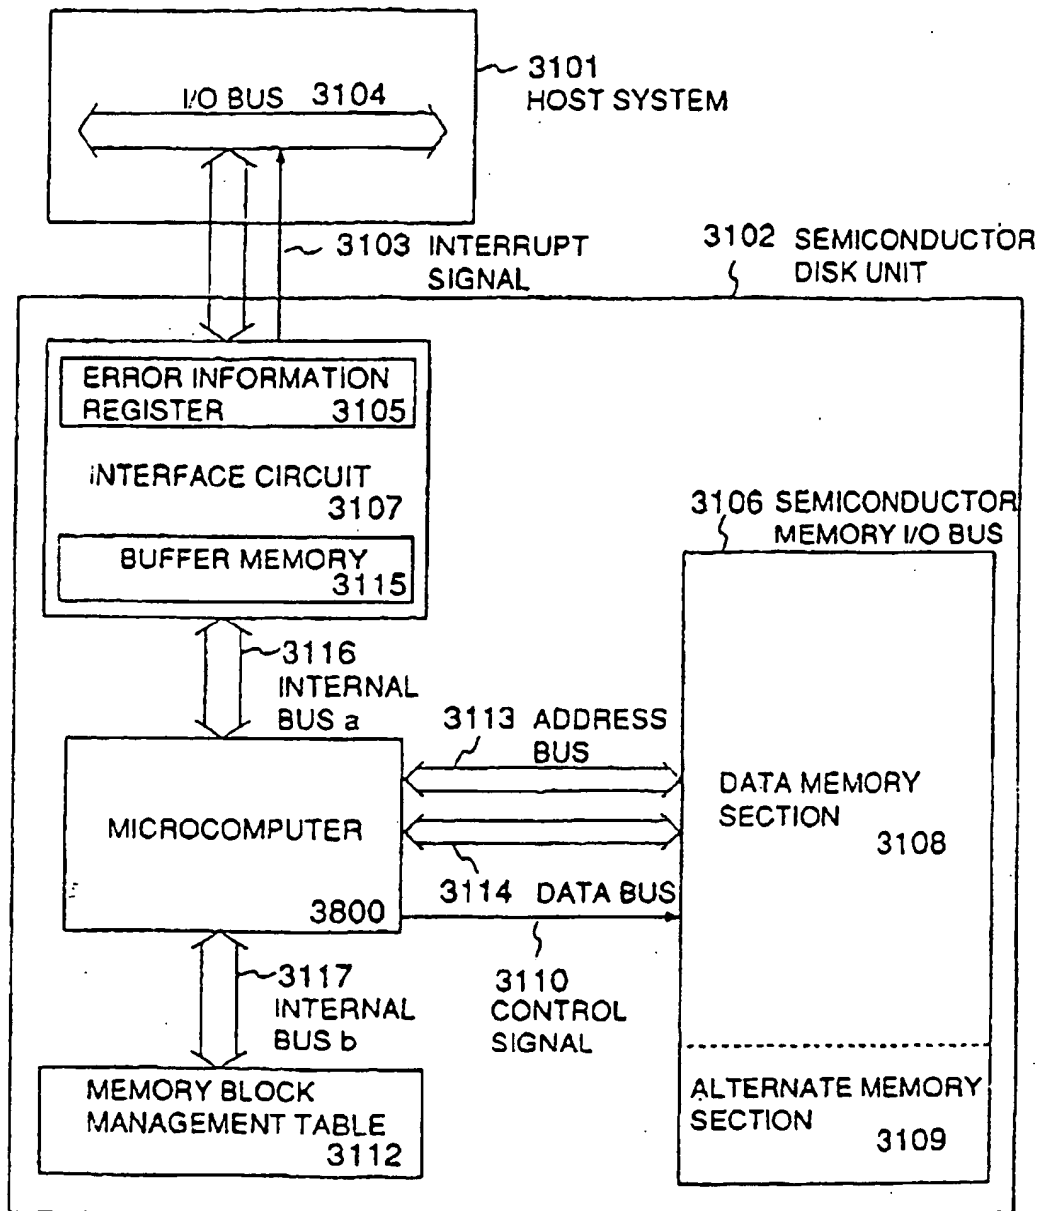 3101
HOST SYSTEM
I/O BUS 3104
3103 INTERRUPT
SIGNAL
3102 SEMICONDUCTOR
DISK UNIT
ERROR INFORMATION
REGISTER 3105
INTERFACE CIRCUIT
3107
BUFFER MEMORY
3115
3106 SEMICONDUCTOR
MEMORY I/O BUS
3116
INTERNAL
BUS a
3113 ADDRESS
BUS
DATA MEMORY
SECTION
3108
MICROCOMPUTER
3800
3114 DATA BUS
3117
INTERNAL
BUS b
3110
CONTROL
SIGNAL
MEMORY BLOCK
MANAGEMENT TABLE
3112
ALTERNATE MEMORY
SECTION
3109